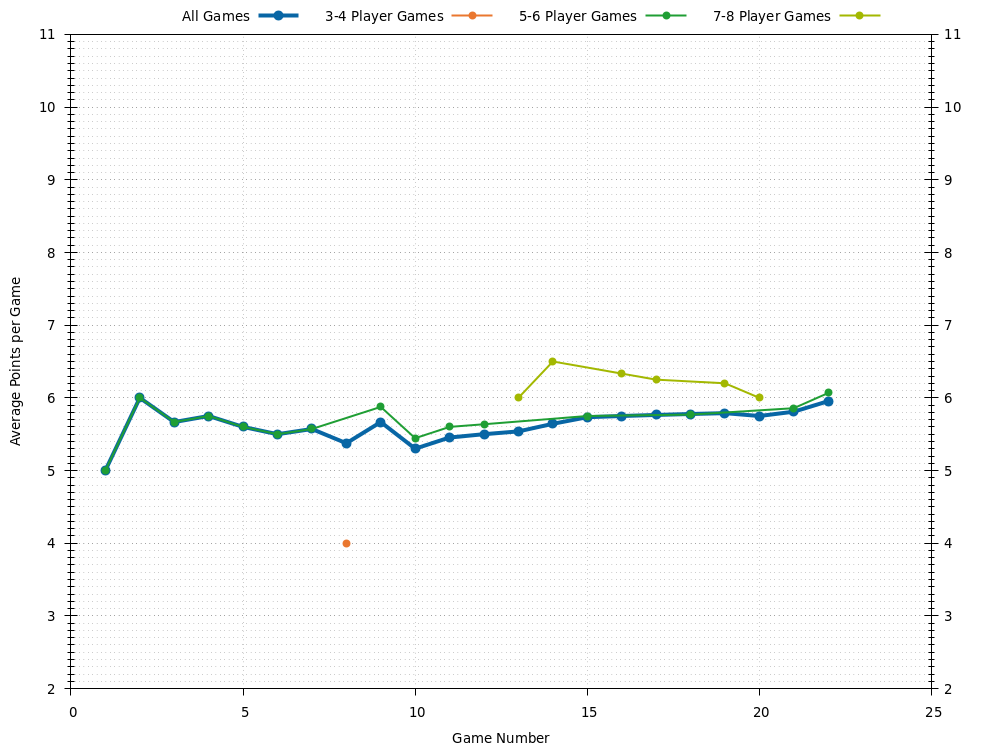 All Games 3-4 Player Games 5-6 Player Games 7-8 Player Games
11 11
10 10
9 9
8 8
7 7
6 6
5 5
4 4
3 3
2 2
Average Points per Game
0 5 10 15 20 25
Game Number